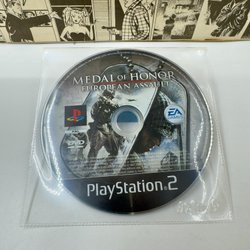 MEDAL OF HONOR
EUROPEAN ASSAULT
EA
DVD
PlayStation.2